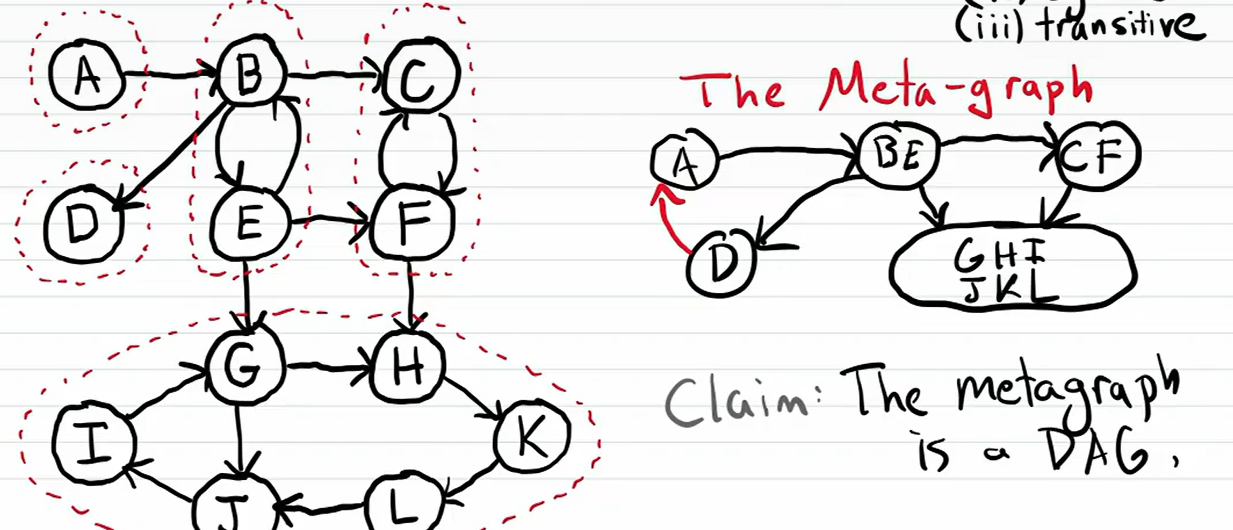 (iii) transitive
The Meta-graph
A B C
A BE CF
D E F
D
GHI
JKL
G H
Claim: The metagraph
is a DAG.
I K
J L